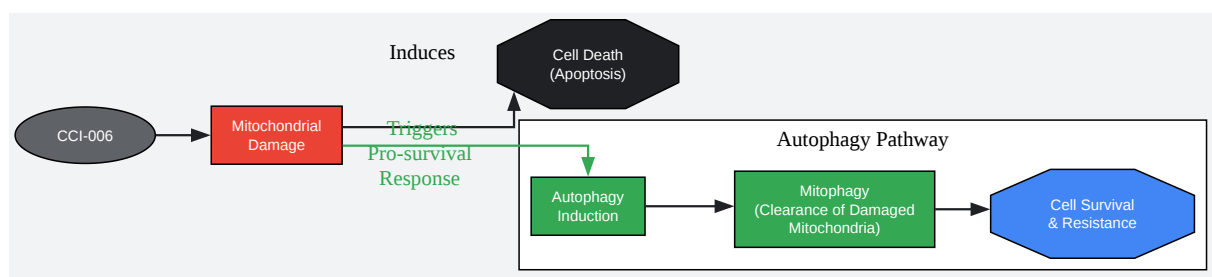 Induces
Cell Death
(Apoptosis)
CCI-006
Mitochondrial
Damage
Triggers
Pro-survival
Response
Autophagy Pathway
Autophagy
Induction
Mitophagy
(Clearance of Damaged
Mitochondria)
Cell Survival
& Resistance